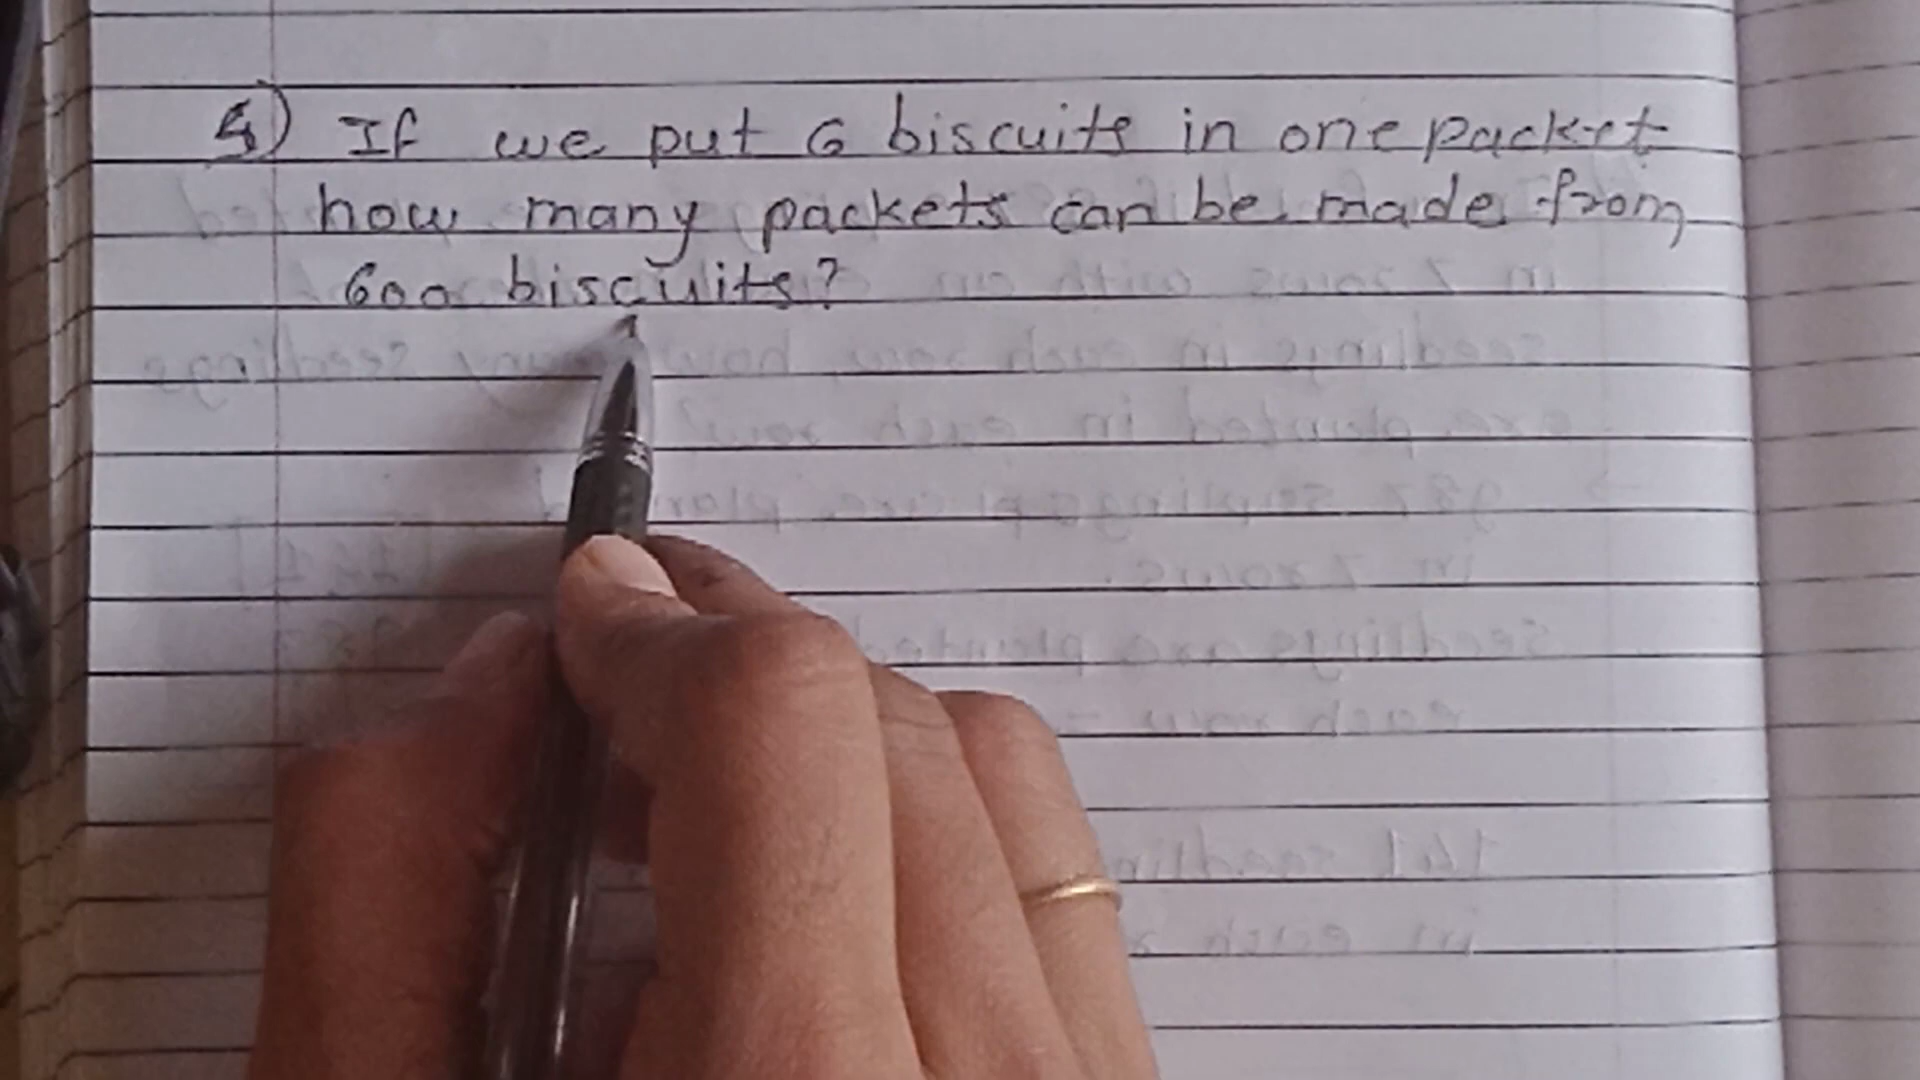 5) If we put 6 biscuits in one packet
how many packets can be made from
600 biscuits?